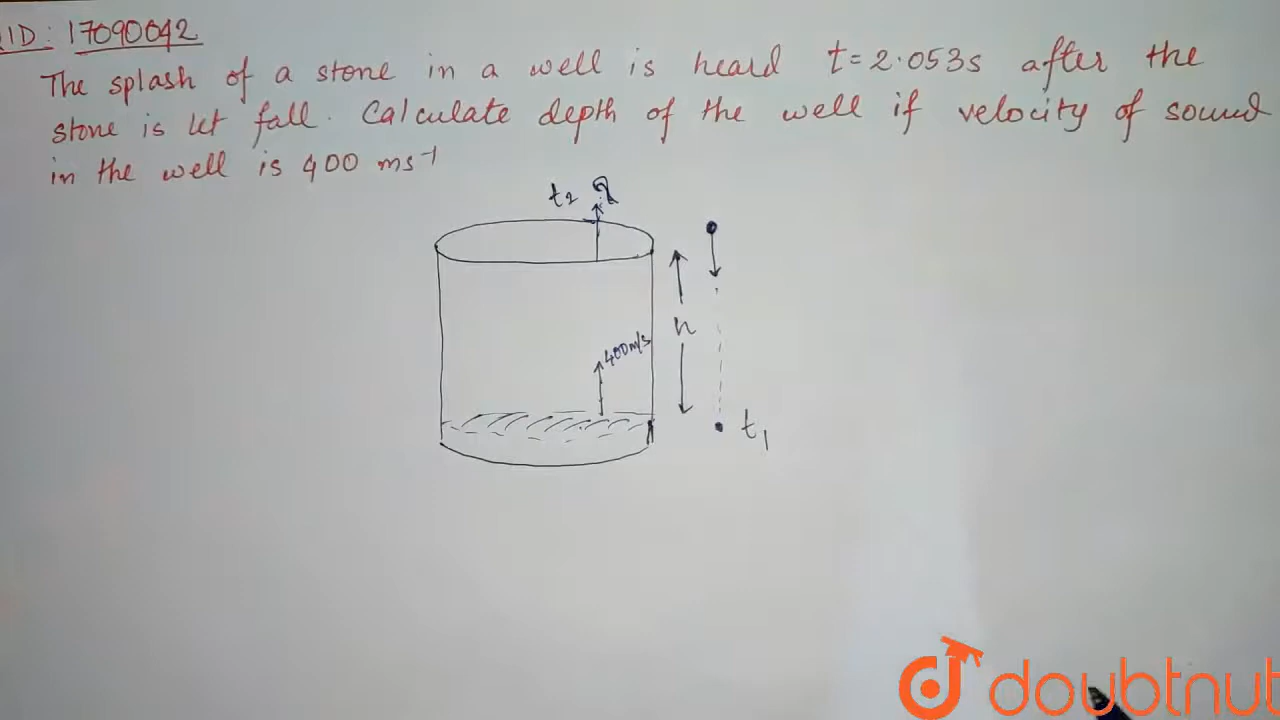 QID: 17090042
The splash of a stone in a well is heard t=2.053s after the
stone is let fall. Calculate depth of the well if velocity of sound
in the well is 400 ms⁻¹
t₂
400m/s
h
t₁
doubtnut